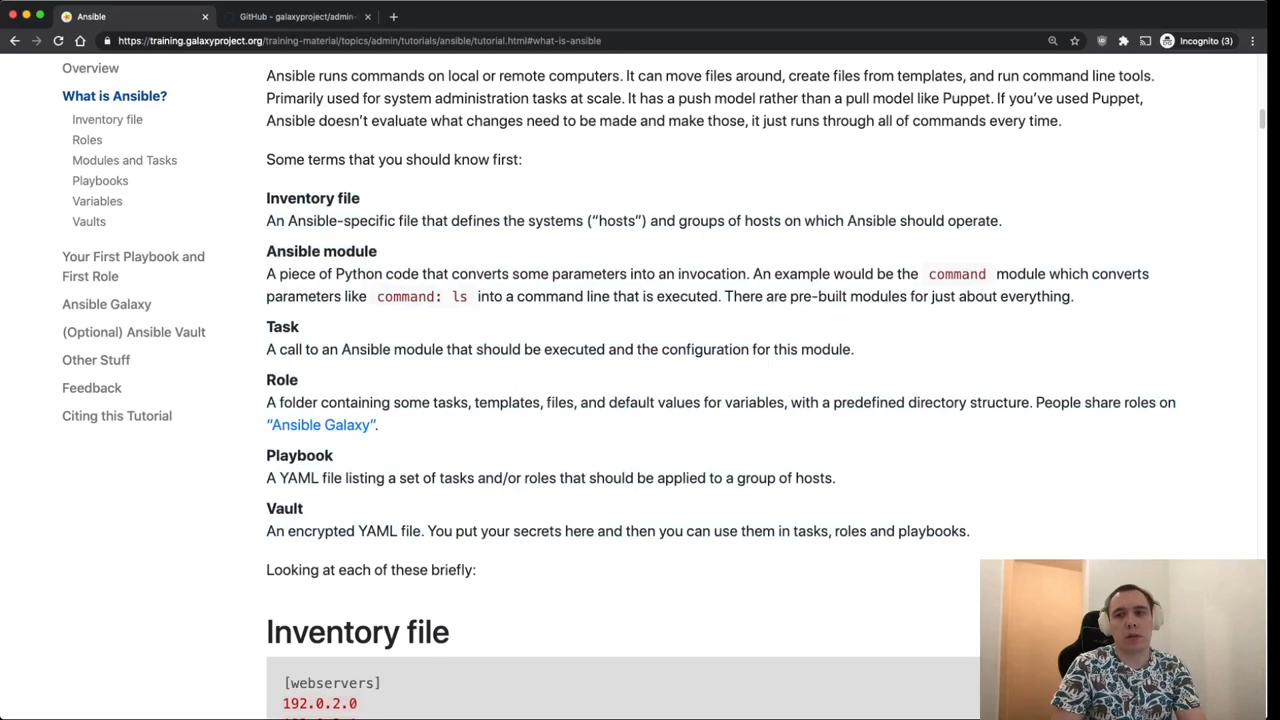 Ansible
GitHub - galaxyproject/admin-
https://training.galaxyproject.org/training-material/topics/admin/tutorials/ansible/tutorial.html#what-is-ansible
Incognito (3)
Overview
What is Ansible?
Inventory file
Roles
Modules and Tasks
Playbooks
Variables
Vaults
Your First Playbook and
First Role
Ansible Galaxy
(Optional) Ansible Vault
Other Stuff
Feedback
Citing this Tutorial
Ansible runs commands on local or remote computers. It can move files around, create files from templates, and run command line tools.
Primarily used for system administration tasks at scale. It has a push model rather than a pull model like Puppet. If you’ve used Puppet,
Ansible doesn’t evaluate what changes need to be made and make those, it just runs through all of commands every time.
Some terms that you should know first:
Inventory file
An Ansible-specific file that defines the systems (“hosts”) and groups of hosts on which Ansible should operate.
Ansible module
A piece of Python code that converts some parameters into an invocation. An example would be the command module which converts
parameters like command: ls into a command line that is executed. There are pre-built modules for just about everything.
Task
A call to an Ansible module that should be executed and the configuration for this module.
Role
A folder containing some tasks, templates, files, and default values for variables, with a predefined directory structure. People share roles on
“Ansible Galaxy”.
Playbook
A YAML file listing a set of tasks and/or roles that should be applied to a group of hosts.
Vault
An encrypted YAML file. You put your secrets here and then you can use them in tasks, roles and playbooks.
Looking at each of these briefly:
Inventory file
[webservers]
192.0.2.0